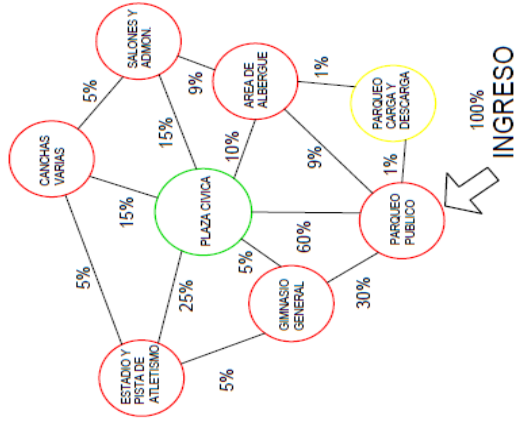 CANCHAS
VARIAS
5%
5%
ESTADIO Y
PISTA DE
ATLETISMO
15%
SALONES Y
ADMON.
25%
15%
9%
PLAZA CIVICA
5%
5%
10%
AREA DE
ALBERGUE
GIMNASIO
GENERAL
60%
9%
1%
30%
PARQUEO
PUBLICO
1%
PARQUEO
CARGA Y
DESCARGA
100%
INGRESO